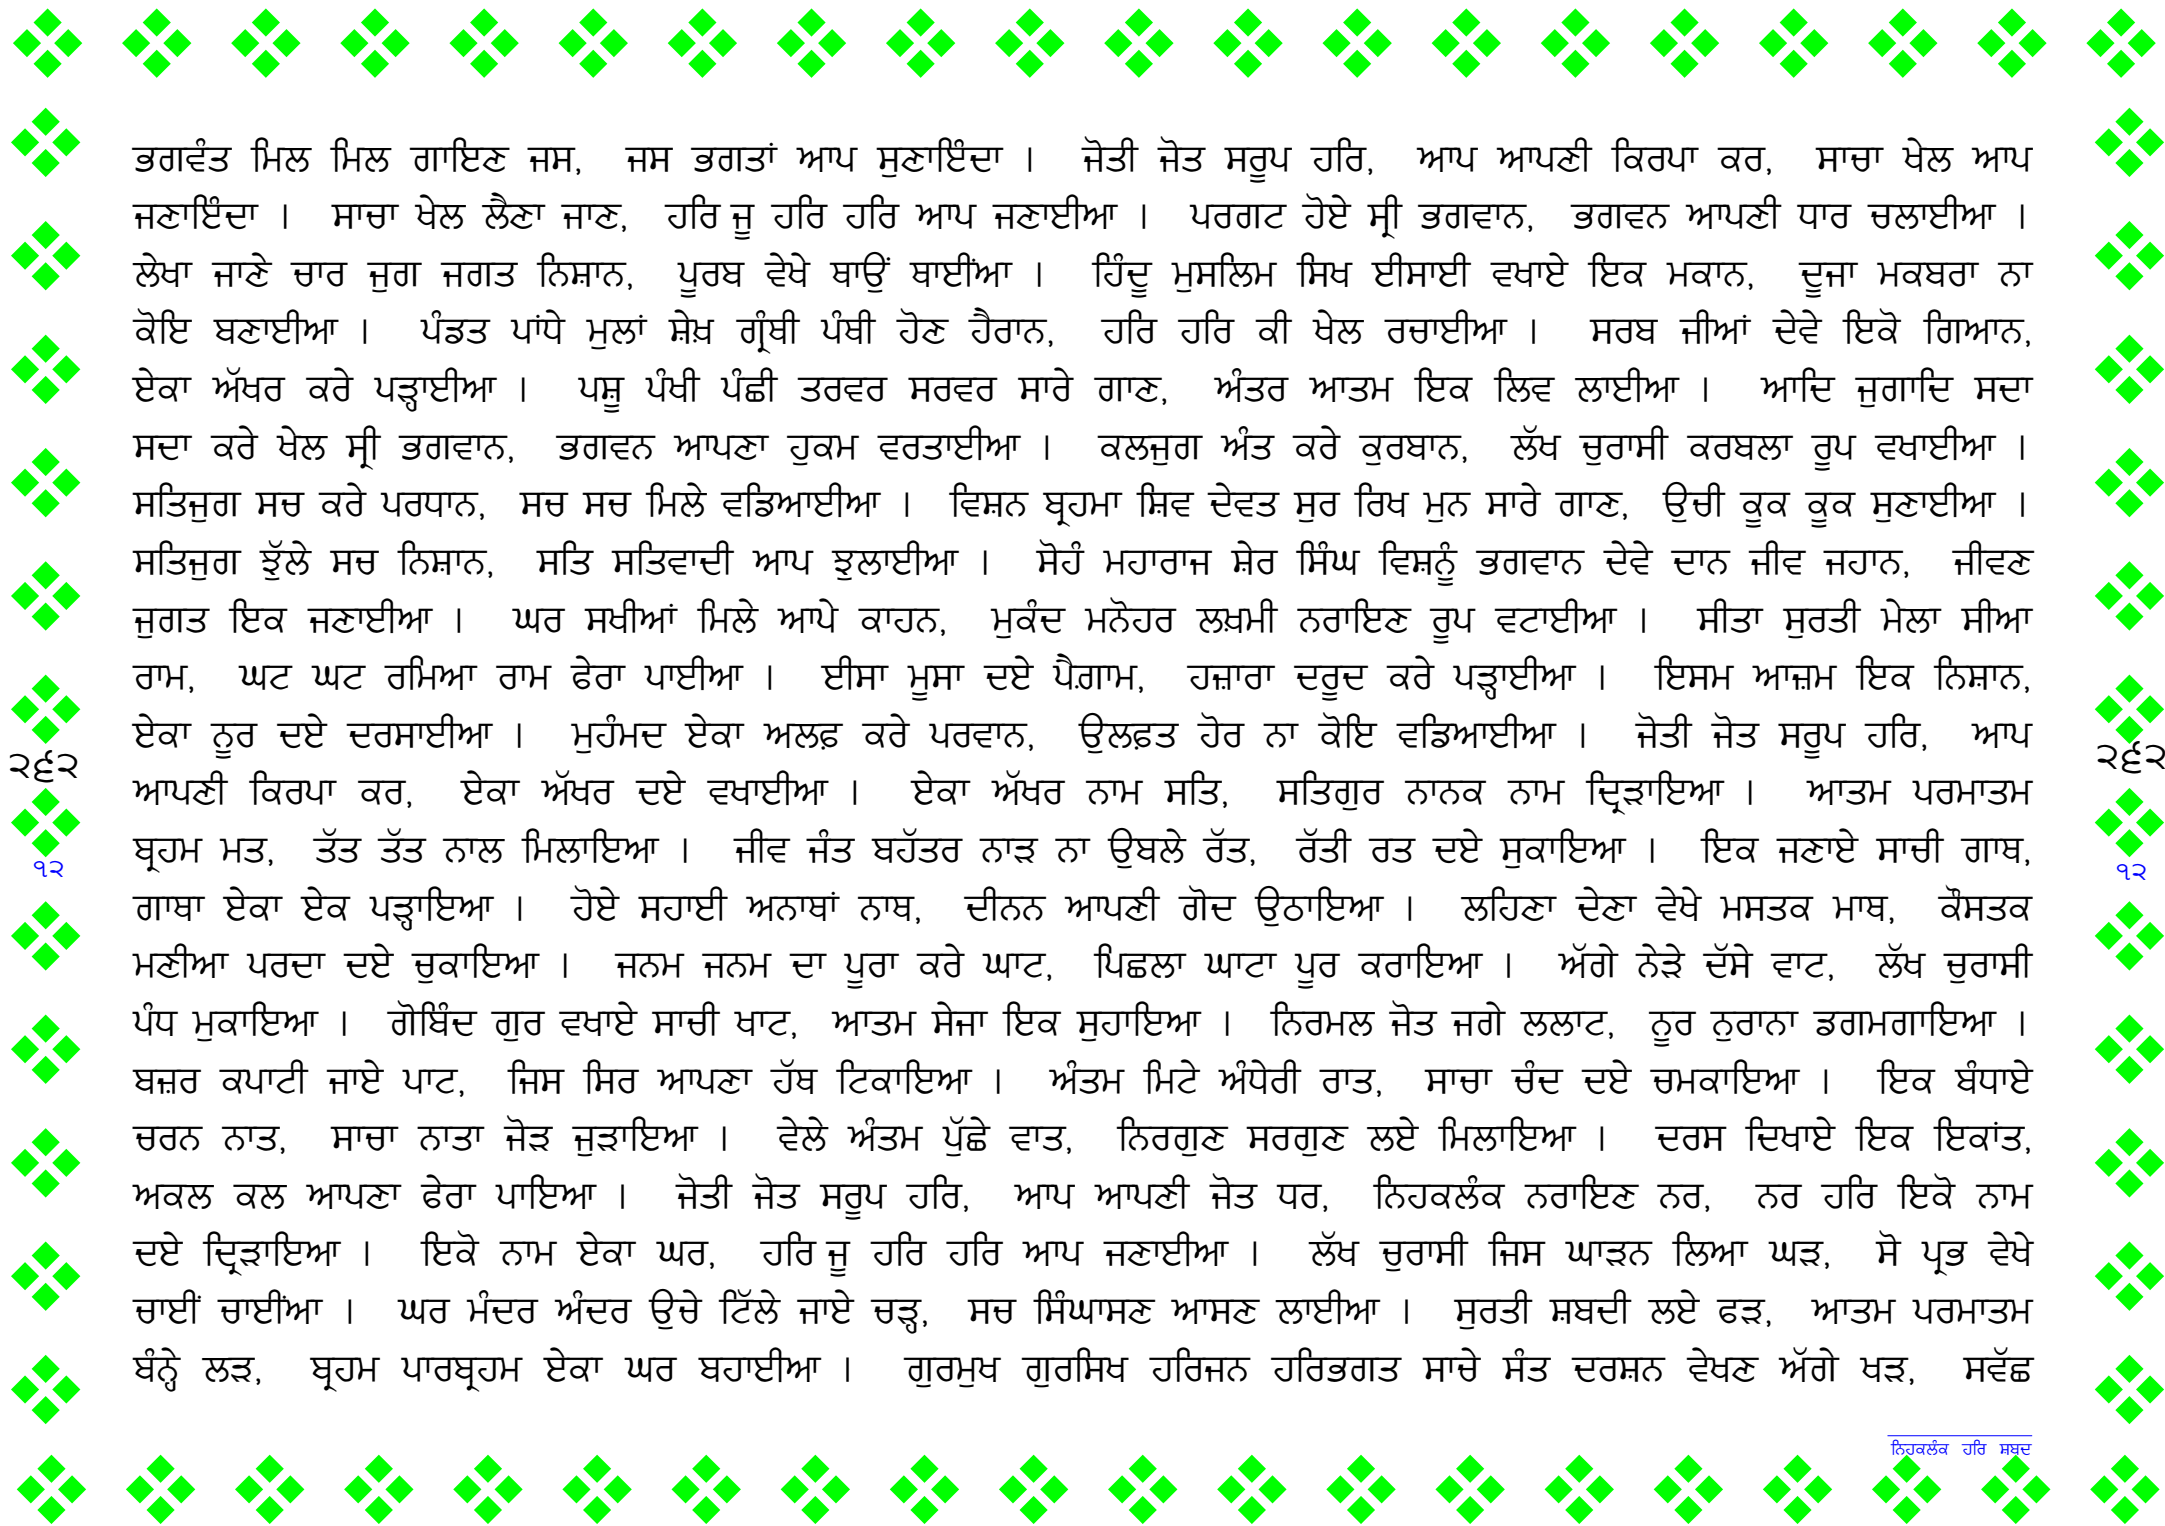 ਭਗਵੰਤ ਮਿਲ ਮਿਲ ਗਾਇਣ ਜਸ, ਜਸ ਭਗਤਾਂ ਆਪ ਸੁਣਾਇੰਦਾ । ਜੋਤੀ ਜੋਤ ਸਰੂਪ ਹਰਿ, ਆਪ ਆਪਣੀ ਕਿਰਪਾ ਕਰ, ਸਾਚਾ ਖੇਲ ਆਪ
ਜਣਾਇੰਦਾ । ਸਾਚਾ ਖੇਲ ਲੈਣਾ ਜਾਣ, ਹਰਿ ਜੂ ਹਰਿ ਹਰਿ ਆਪ ਜਣਾਈਆ । ਪਰਗਟ ਹੋਏ ਸ੍ਰੀ ਭਗਵਾਨ, ਭਗਵਨ ਆਪਣੀ ਧਾਰ ਚਲਾਈਆ ।
ਲੇਖਾ ਜਾਣੇ ਚਾਰ ਜੁਗ ਜਗਤ ਨਿਸ਼ਾਨ, ਪੂਰਬ ਵੇਖੇ ਥਾਉਂ ਥਾਈਂਆ । ਹਿੰਦੂ ਮੁਸਲਿਮ ਸਿਖ ਈਸਾਈ ਵਖਾਏ ਇਕ ਮਕਾਨ, ਦੂਜਾ ਮਕਬਰਾ ਨਾ
ਕੋਇ ਬਣਾਈਆ । ਪੰਡਤ ਪਾਂਧੇ ਮੁਲਾਂ ਸ਼ੇਖ਼ ਗ੍ਰੰਥੀ ਪੰਥੀ ਹੋਣ ਹੈਰਾਨ, ਹਰਿ ਹਰਿ ਕੀ ਖੇਲ ਰਚਾਈਆ । ਸਰਬ ਜੀਆਂ ਦੇਵੇ ਇਕੋ ਗਿਆਨ,
ਏਕਾ ਅੱਖਰ ਕਰੇ ਪੜ੍ਹਾਈਆ । ਪਸ਼ੂ ਪੰਖੀ ਪੰਛੀ ਤਰਵਰ ਸਰਵਰ ਸਾਰੇ ਗਾਣ, ਅੰਤਰ ਆਤਮ ਇਕ ਲਿਵ ਲਾਈਆ । ਆਦਿ ਜੁਗਾਦਿ ਸਦਾ
ਸਦਾ ਕਰੇ ਖੇਲ ਸ੍ਰੀ ਭਗਵਾਨ, ਭਗਵਨ ਆਪਣਾ ਹੁਕਮ ਵਰਤਾਈਆ । ਕਲਜੁਗ ਅੰਤ ਕਰੇ ਕੁਰਬਾਨ, ਲੱਖ ਚੁਰਾਸੀ ਕਰਬਲਾ ਰੂਪ ਵਖਾਈਆ ।
ਸਤਿਜੁਗ ਸਚ ਕਰੇ ਪਰਧਾਨ, ਸਚ ਸਚ ਮਿਲੇ ਵਡਿਆਈਆ । ਵਿਸ਼ਨ ਬ੍ਰਹਮਾ ਸ਼ਿਵ ਦੇਵਤ ਸੁਰ ਰਿਖ ਮੁਨ ਸਾਰੇ ਗਾਣ, ਉਚੀ ਕੂਕ ਕੂਕ ਸੁਣਾਈਆ ।
ਸਤਿਜੁਗ ਝੁੱਲੇ ਸਚ ਨਿਸ਼ਾਨ, ਸਤਿ ਸਤਿਵਾਦੀ ਆਪ ਝੁਲਾਈਆ । ਸੋਹੰ ਮਹਾਰਾਜ ਸ਼ੇਰ ਸਿੰਘ ਵਿਸ਼ਨੂੰ ਭਗਵਾਨ ਦੇਵੇ ਦਾਨ ਜੀਵ ਜਹਾਨ, ਜੀਵਣ
ਜੁਗਤ ਇਕ ਜਣਾਈਆ । ਘਰ ਸਖੀਆਂ ਮਿਲੇ ਆਪੇ ਕਾਹਨ, ਮੁਕੰਦ ਮਨੋਹਰ ਲਖ਼ਮੀ ਨਰਾਇਣ ਰੂਪ ਵਟਾਈਆ । ਸੀਤਾ ਸੁਰਤੀ ਮੇਲਾ ਸੀਆ
ਰਾਮ, ਘਟ ਘਟ ਰਮਿਆ ਰਾਮ ਫੇਰਾ ਪਾਈਆ । ਈਸਾ ਮੂਸਾ ਦਏ ਪੈਗ਼ਾਮ, ਹਜ਼ਾਰਾ ਦਰੂਦ ਕਰੇ ਪੜ੍ਹਾਈਆ । ਇਸਮ ਆਜ਼ਮ ਇਕ ਨਿਸ਼ਾਨ,
ਏਕਾ ਨੂਰ ਦਏ ਦਰਸਾਈਆ । ਮੁਹੰਮਦ ਏਕਾ ਅਲਫ਼ ਕਰੇ ਪਰਵਾਨ, ਉਲਫ਼ਤ ਹੋਰ ਨਾ ਕੋਇ ਵਡਿਆਈਆ । ਜੋਤੀ ਜੋਤ ਸਰੂਪ ਹਰਿ, ਆਪ
੨੬੨ ੨੬੨
ਆਪਣੀ ਕਿਰਪਾ ਕਰ, ਏਕਾ ਅੱਖਰ ਦਏ ਵਖਾਈਆ । ਏਕਾ ਅੱਖਰ ਨਾਮ ਸਤਿ, ਸਤਿਗੁਰ ਨਾਨਕ ਨਾਮ ਦ੍ਰਿੜਾਇਆ । ਆਤਮ ਪਰਮਾਤਮ
ਬ੍ਰਹਮ ਮਤ, ਤੱਤ ਤੱਤ ਨਾਲ ਮਿਲਾਇਆ । ਜੀਵ ਜੰਤ ਬਹੱਤਰ ਨਾੜ ਨਾ ਉਬਲੇ ਰੱਤ, ਰੱਤੀ ਰਤ ਦਏ ਸੁਕਾਇਆ । ਇਕ ਜਣਾਏ ਸਾਚੀ ਗਾਥ,
੧੨ ੧੨
ਗਾਥਾ ਏਕਾ ਏਕ ਪੜ੍ਹਾਇਆ । ਹੋਏ ਸਹਾਈ ਅਨਾਥਾਂ ਨਾਥ, ਦੀਨਨ ਆਪਣੀ ਗੋਦ ਉਠਾਇਆ । ਲਹਿਣਾ ਦੇਣਾ ਵੇਖੇ ਮਸਤਕ ਮਾਥ, ਕੌਸਤਕ
ਮਣੀਆ ਪਰਦਾ ਦਏ ਚੁਕਾਇਆ । ਜਨਮ ਜਨਮ ਦਾ ਪੂਰਾ ਕਰੇ ਘਾਟ, ਪਿਛਲਾ ਘਾਟਾ ਪੂਰ ਕਰਾਇਆ । ਅੱਗੇ ਨੇੜੇ ਦੱਸੇ ਵਾਟ, ਲੱਖ ਚੁਰਾਸੀ
ਪੰਧ ਮੁਕਾਇਆ । ਗੋਬਿੰਦ ਗੁਰ ਵਖਾਏ ਸਾਚੀ ਖਾਟ, ਆਤਮ ਸੇਜਾ ਇਕ ਸੁਹਾਇਆ । ਨਿਰਮਲ ਜੋਤ ਜਗੇ ਲਲਾਟ, ਨੂਰ ਨੁਰਾਨਾ ਡਗਮਗਾਇਆ ।
ਬਜ਼ਰ ਕਪਾਟੀ ਜਾਏ ਪਾਟ, ਜਿਸ ਸਿਰ ਆਪਣਾ ਹੱਥ ਟਿਕਾਇਆ । ਅੰਤਮ ਮਿਟੇ ਅੰਧੇਰੀ ਰਾਤ, ਸਾਚਾ ਚੰਦ ਦਏ ਚਮਕਾਇਆ । ਇਕ ਬੰਧਾਏ
ਚਰਨ ਨਾਤ, ਸਾਚਾ ਨਾਤਾ ਜੋੜ ਜੁੜਾਇਆ । ਵੇਲੇ ਅੰਤਮ ਪੁੱਛੇ ਵਾਤ, ਨਿਰਗੁਣ ਸਰਗੁਣ ਲਏ ਮਿਲਾਇਆ । ਦਰਸ ਦਿਖਾਏ ਇਕ ਇਕਾਂਤ,
ਅਕਲ ਕਲ ਆਪਣਾ ਫੇਰਾ ਪਾਇਆ । ਜੋਤੀ ਜੋਤ ਸਰੂਪ ਹਰਿ, ਆਪ ਆਪਣੀ ਜੋਤ ਧਰ, ਨਿਹਕਲੰਕ ਨਰਾਇਣ ਨਰ, ਨਰ ਹਰਿ ਇਕੋ ਨਾਮ
ਦਏ ਦ੍ਰਿੜਾਇਆ । ਇਕੋ ਨਾਮ ਏਕਾ ਘਰ, ਹਰਿ ਜੂ ਹਰਿ ਹਰਿ ਆਪ ਜਣਾਈਆ । ਲੱਖ ਚੁਰਾਸੀ ਜਿਸ ਘਾੜਨ ਲਿਆ ਘੜ, ਸੋ ਪ੍ਰਭ ਵੇਖੇ
ਚਾਈਂ ਚਾਈਂਆ । ਘਰ ਮੰਦਰ ਅੰਦਰ ਉਚੇ ਟਿੱਲੇ ਜਾਏ ਚੜ੍ਹ, ਸਚ ਸਿੰਘਾਸਣ ਆਸਣ ਲਾਈਆ । ਸੁਰਤੀ ਸ਼ਬਦੀ ਲਏ ਫੜ, ਆਤਮ ਪਰਮਾਤਮ
ਬੰਨ੍ਹੇ ਲੜ, ਬ੍ਰਹਮ ਪਾਰਬ੍ਰਹਮ ਏਕਾ ਘਰ ਬਹਾਈਆ । ਗੁਰਮੁਖ ਗੁਰਸਿਖ ਹਰਿਜਨ ਹਰਿਭਗਤ ਸਾਚੇ ਸੰਤ ਦਰਸ਼ਨ ਵੇਖਣ ਅੱਗੇ ਖੜ, ਸਵੱਛ
ਨਿਹਕਲੰਕ ਹਰਿ ਸ਼ਬਦ